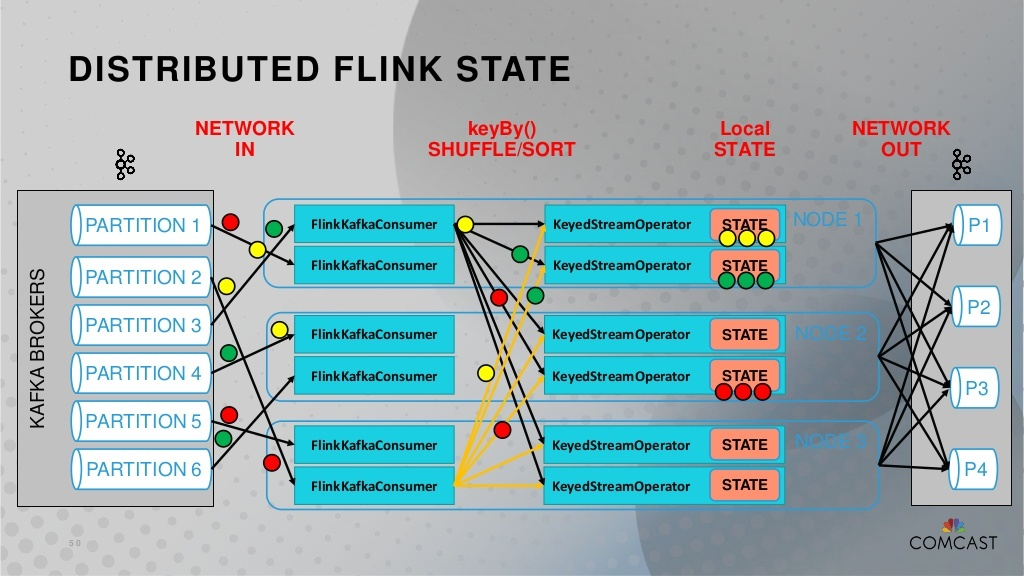 DISTRIBUTED FLINK STATE
NETWORK
IN
keyBy()
SHUFFLE/SORT
Local
STATE
NETWORK
OUT
KAFKA BROKERS
PARTITION 1
PARTITION 2
PARTITION 3
PARTITION 4
PARTITION 5
PARTITION 6
FlinkKafkaConsumer
KeyedStreamOperator
STATE
NODE 1
FlinkKafkaConsumer
KeyedStreamOperator
STATE
FlinkKafkaConsumer
KeyedStreamOperator
STATE
NODE 2
FlinkKafkaConsumer
KeyedStreamOperator
STATE
FlinkKafkaConsumer
KeyedStreamOperator
STATE
NODE 3
FlinkKafkaConsumer
KeyedStreamOperator
STATE
P1
P2
P3
P4
50
COMCAST